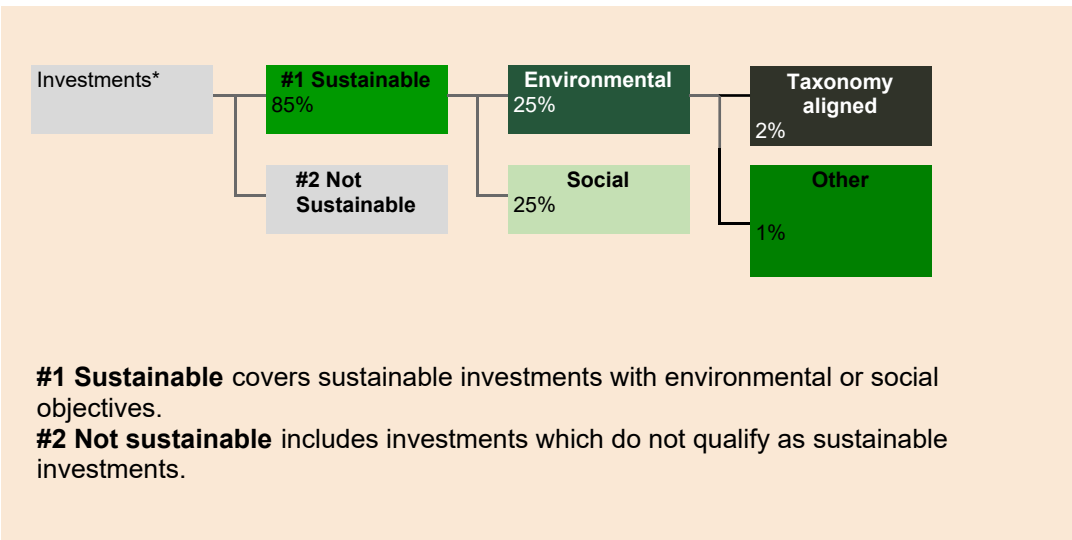 Investments*
#1 Sustainable
85%
#2 Not
Sustainable
Environmental
25%
Social
25%
Taxonomy
aligned
2%
Other
1%
#1 Sustainable covers sustainable investments with environmental or social
objectives.
#2 Not sustainable includes investments which do not qualify as sustainable
investments.